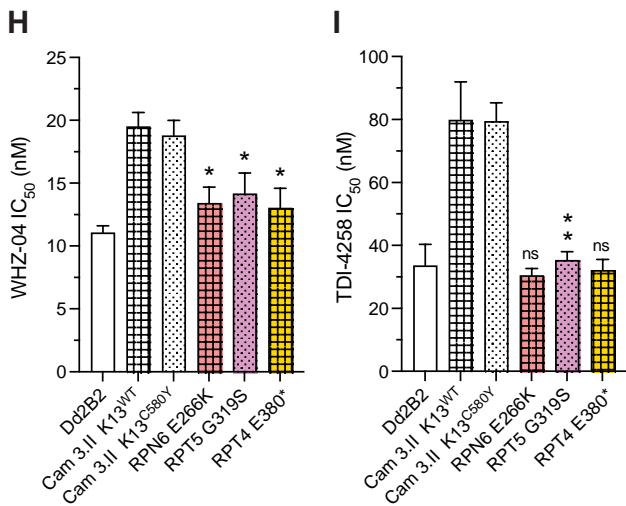 H
WHZ-04 IC50 (nM)
25
20
15
10
5
0
*
*
*
Dd2B2
Cam 3.II K13WT
Cam 3.II K13C580Y
RPN6 E266K
RPT5 G319S
RPT4 E380*
I
TDI-4258 IC50 (nM)
100
80
60
40
20
0
ns
*
*
ns
Dd2B2
Cam 3.II K13WT
Cam 3.II K13C580Y
RPN6 E266K
RPT5 G319S
RPT4 E380*